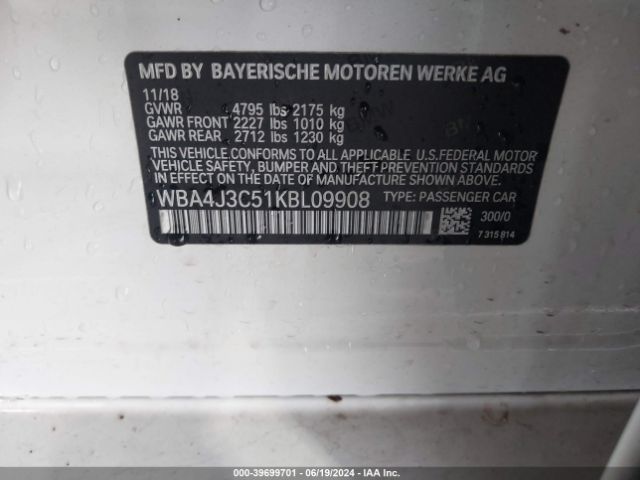 MFD BY BAYERISCHE MOTOREN WERKE AG
11/18
GVWR 4795 lbs 2175 kg
GAWR FRONT 2227 lbs 1010 kg
GAWR REAR 2712 lbs 1230 kg
THIS VEHICLE CONFORMS TO ALL APPLICABLE U.S.FEDERAL MOTOR
VEHICLE SAFETY, BUMPER, AND THEFT PREVENTION STANDARDS
IN EFFECT ON THE DATE OF MANUFACTURE SHOWN ABOVE.
WBA4J3C51KBL09908 TYPE: PASSENGER CAR
300/0
7 315 814
000-39699701 / 06/19/2024 - IAA Inc.